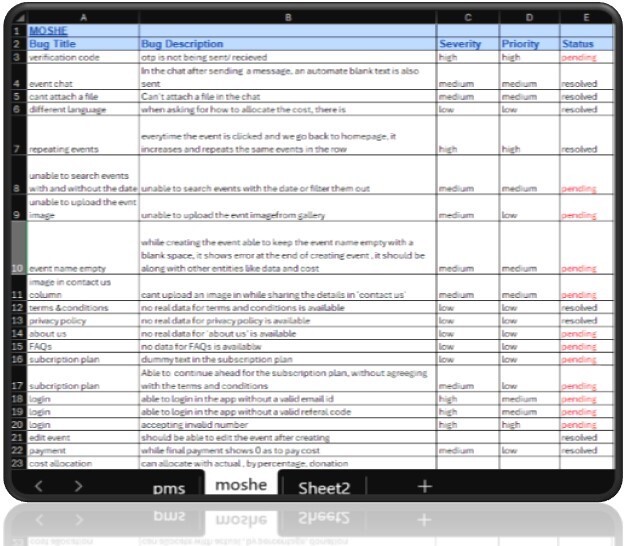 A B C D E
1 MOSHE
2 Bug Title Bug Description Severity Priority Status
3 verification code otp is not being sent/ recieved high high pending
In the chat after sending a message, an automate blank text is also
4 event chat sent medium medium resolved
5 cant attach a file Can't attach a file in the chat medium medium resolved
6 different language when asking for how to allocate the cost, there is low low resolved
everytime the event is clicked and we go back to homepage, it
7 repeating events increases and repeats the same events in the row high high resolved
unable to search events
8 with and without the date unable to search events with the date or filter them out medium medium pending
unable to upload the evnt
9 image unable to upload the evnt imagefrom gallery medium low pending
while creating the event able to keep the event name empty with a
blank space, it shows error at the end of creating event , it should be
10 event name empty along with other entities like data and cost medium medium pending
image in contact us
11 column cant upload an image in while sharing the details in 'contact us' medium medium pending
12 terms &conditions no real data for terms and conditions is available low low resolved
13 privacy policy no real data for privacy policy is available low low resolved
14 about us no real data for 'about us' is available low low pending
15 FAQs no data for FAQs is availablw low low pending
16 subcription plan dummy text in the subscription plan low low pending
Able to continue ahead for the subscription plan, without agreeging
17 subcription plan with the terms and conditions medium low pending
18 login able to login in the app without a valid email id high medium pending
19 login able to login in the app without a valid referal code high medium pending
20 login accepting invalid number high high pending
21 edit event should be able to edit the event after creating resolved
22 payment while final payment shows 0 as to pay cost medium low resolved
23 cost allocation can allocate with actual , by percentage, donation
pms moshe Sheet2 +